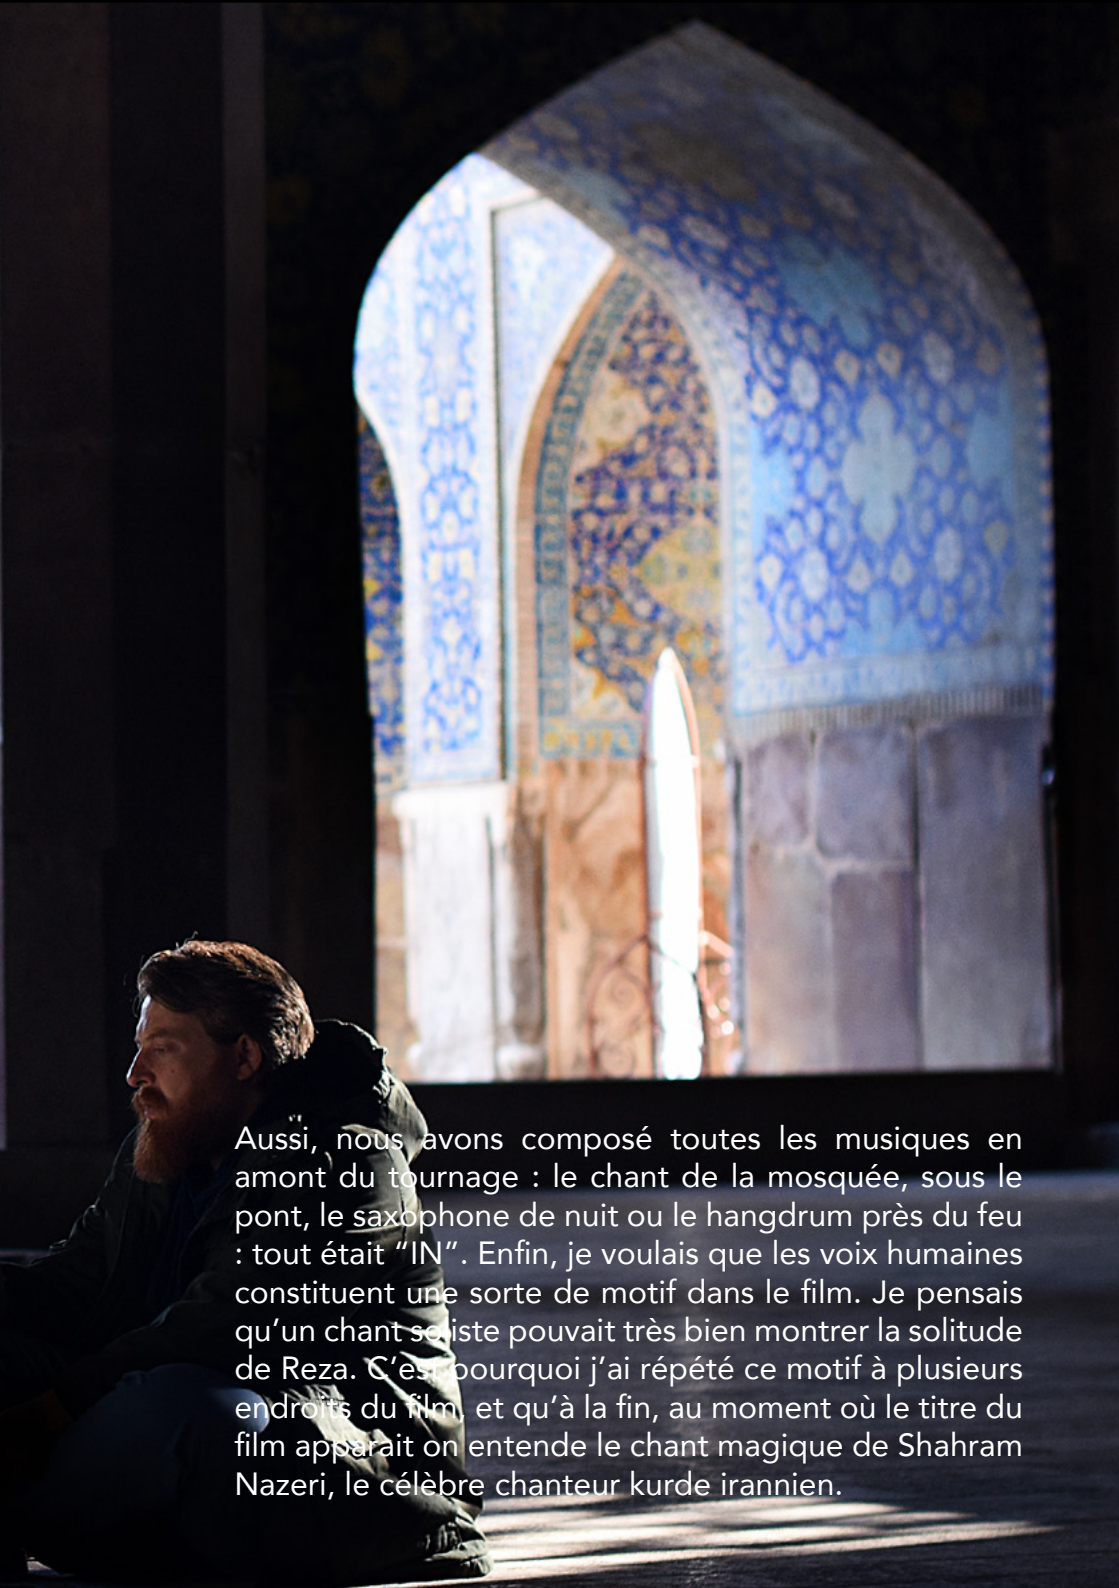 Aussi, nous avons composé toutes les musiques en
amont du tournage : le chant de la mosquée, sous le
pont, le saxophone de nuit ou le hangdrum près du feu
: tout était “IN”. Enfin, je voulais que les voix humaines
constituent une sorte de motif dans le film. Je pensais
qu’un chant soliste pouvait très bien montrer la solitude
de Reza. C’est pourquoi j’ai répété ce motif à plusieurs
endroits du film, et qu’à la fin, au moment où le titre du
film apparait on entende le chant magique de Shahram
Nazeri, le célèbre chanteur kurde irannien.